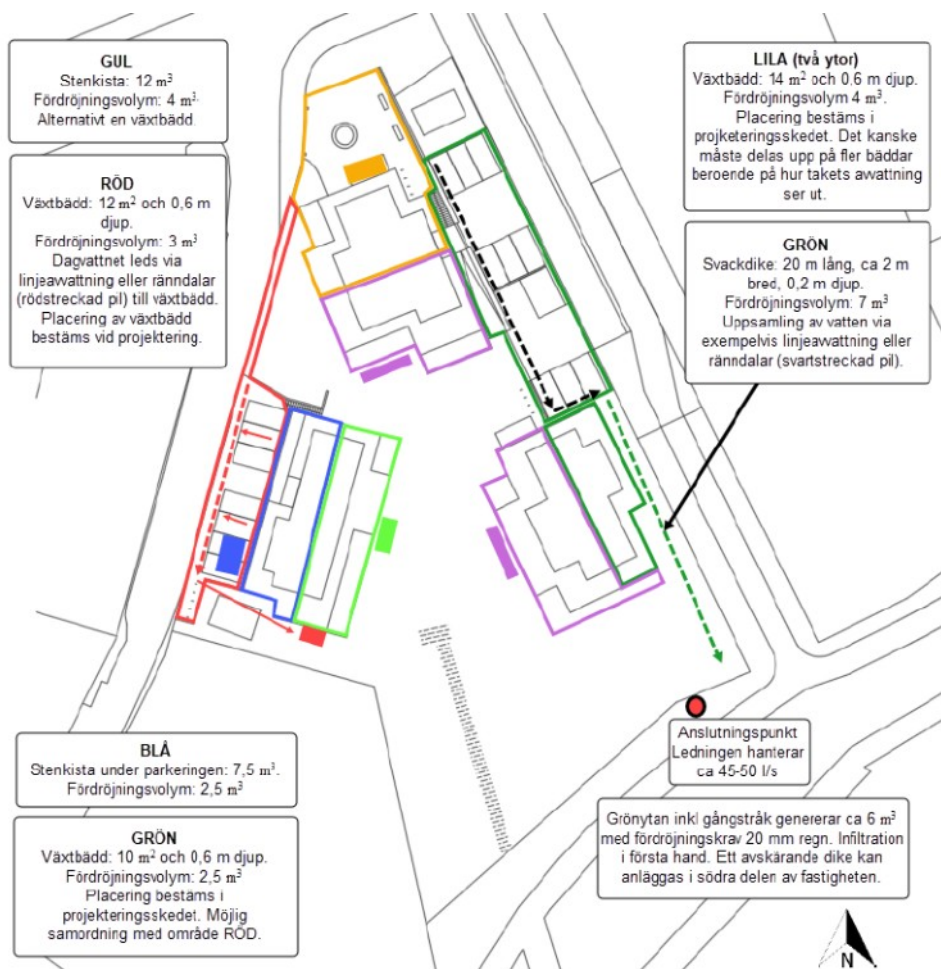 GUL
Stenkista: 12 m³
Fördröjningsvolym: 4 m³.
Alternativt en växtbädd.
RÖD
Växtbädd: 12 m² och 0,6 m
djup.
Fördröjningsvolym: 3 m³
Dagvattnet leds via
linjeavvattning eller ränndalar
(rödstreckad pil) till växtbädd.
Placering av växtbädd
bestäms vid projektering.
LILA (två ytor)
Växtbädd: 14 m² och 0,6 m djup.
Fördröjningsvolym 4 m³.
Placering bestäms i
projketeringsskedet. Det kanske
måste delas upp på fler bäddar
beroende på hur takets avvattning
ser ut.
GRÖN
Svackdike: 20 m lång, ca 2 m
bred, 0,2 m djup.
Fördröjningsvolym: 7 m³
Uppsamling av vatten via
exempelvis linjeavvattning eller
ränndalar (svartstreckad pil).
BLÅ
Stenkista under parkeringen: 7,5 m³.
Fördröjningsvolym: 2,5 m³
GRÖN
Växtbädd: 10 m² och 0,6 m djup.
Fördröjningsvolym: 2,5 m³
Placering bestäms i
projekteringsskedet. Möjlig
samordning med område RÖD.
Anslutningspunkt
Ledningen hanterar
ca 45-50 l/s
Grönytan inkl gångstråk genererar ca 6 m³
med fördröjningskrav 20 mm regn. Infiltration
i första hand. Ett avskärande dike kan
anläggas i södra delen av fastigheten.
N